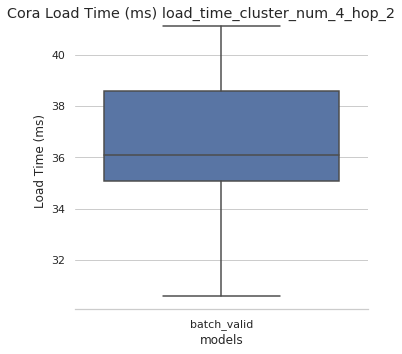 Cora Load Time (ms) load_time_cluster_num_4_hop_2
40
38
36
34
32
Load Time (ms)
batch_valid
models